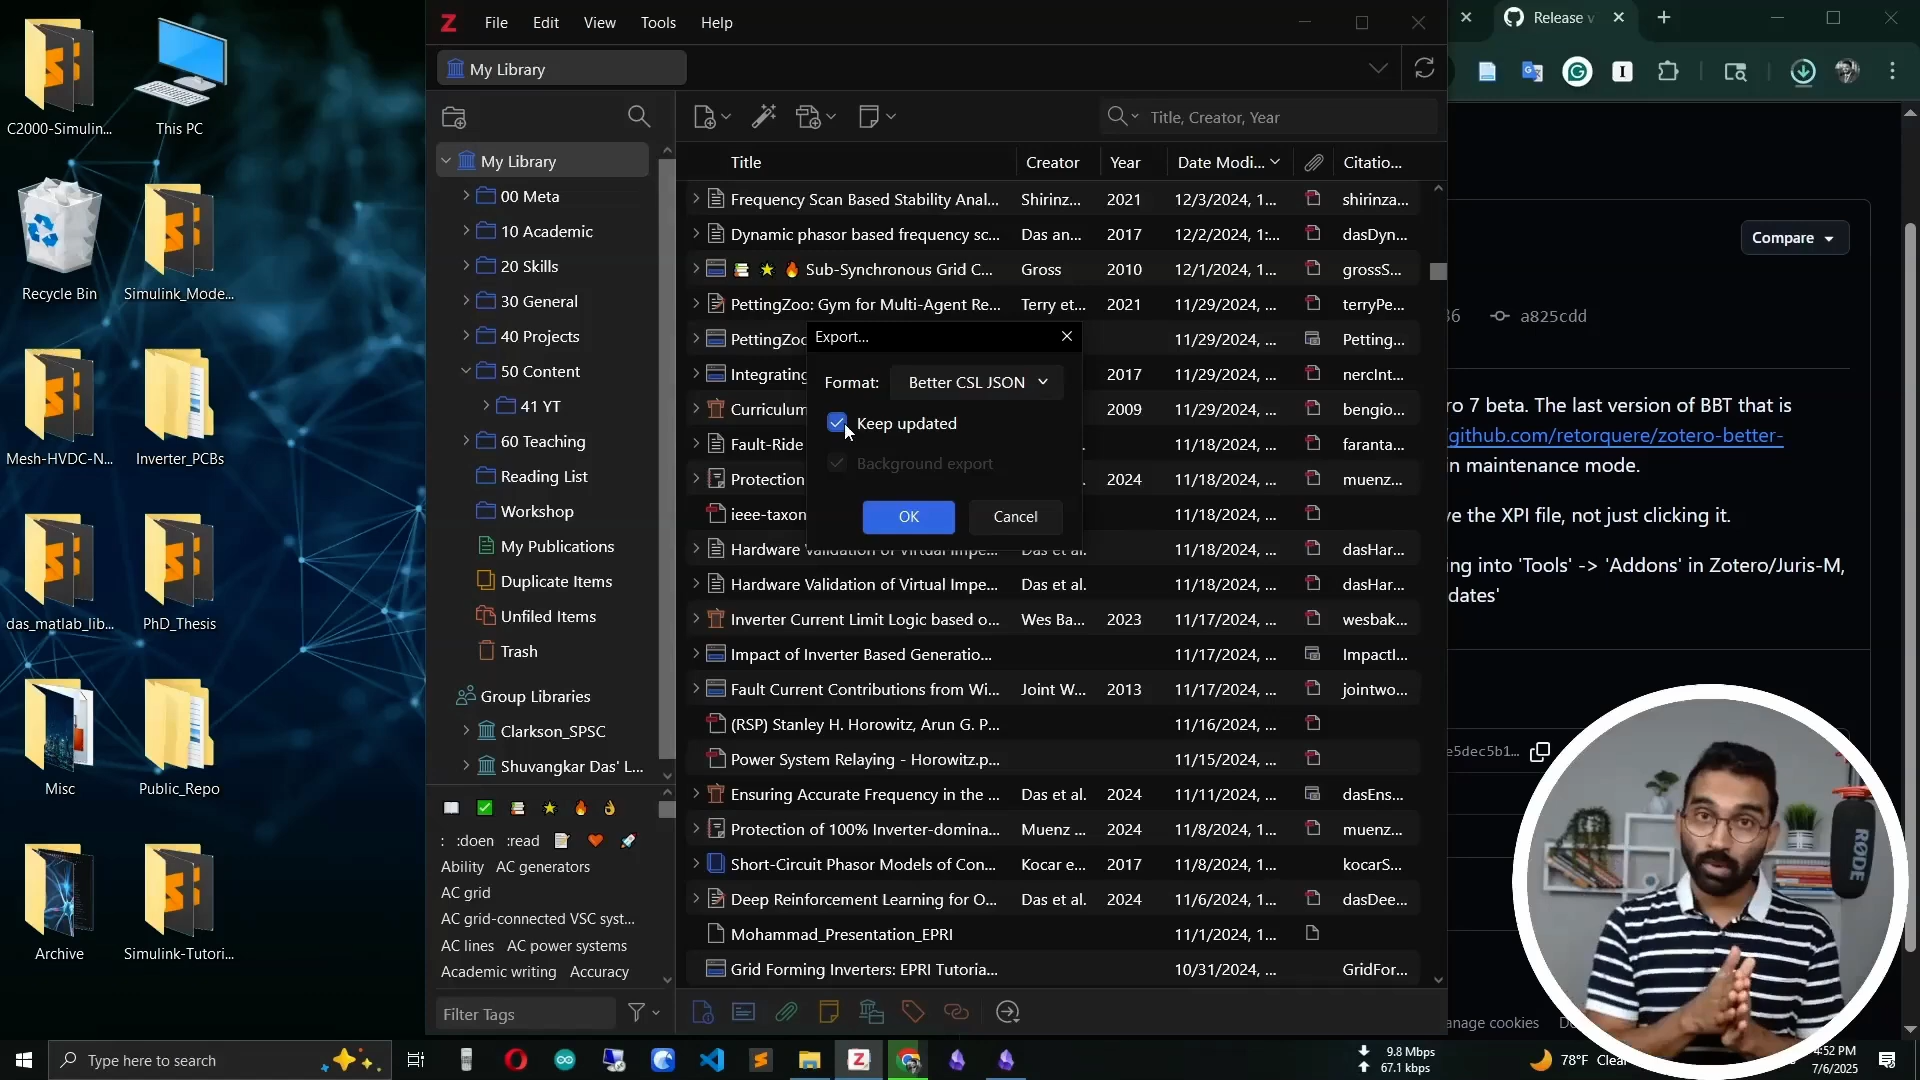 C2000-Simulin...
This PC
Recycle Bin
Simulink_Mode...
Mesh-HVDC-N...
Inverter_PCBs
das_matlab_lib...
PhD_Thesis
Misc
Public_Repo
Archive
Simulink-Tutori...
File Edit View Tools Help
My Library
Title, Creator, Year
My Library
00 Meta
10 Academic
20 Skills
30 General
40 Projects
50 Content
41 YT
60 Teaching
Reading List
Workshop
My Publications
Duplicate Items
Unfiled Items
Trash
Group Libraries
Clarkson_SPSC
Shuvangkar Das' L...
: :doen :read
Ability AC generators
AC grid
AC grid-connected VSC syst...
AC lines AC power systems
Academic writing Accuracy
Filter Tags
Title Creator Year Date Modi... Citatio...
Frequency Scan Based Stability Anal... Shirinz... 2021 12/3/2024, 1... shirinza...
Dynamic phasor based frequency sc... Das an... 2017 12/2/2024, 1:... dasDyn...
Sub-Synchronous Grid C... Gross 2010 12/1/2024, 1... grossS...
PettingZoo: Gym for Multi-Agent Re... Terry et... 2021 11/29/2024, ... terryPe...
PettingZoo 11/29/2024, ... Petting...
Integrating 2017 11/29/2024, ... nercInt...
Curriculum 2009 11/29/2024, ... bengio...
Fault-Ride 11/18/2024, ... faranta...
Protection 2024 11/18/2024, ... muenz...
ieee-taxon 11/18/2024, ...
Hardware Validation of Virtual Impe... Das et al. 11/18/2024, ... dasHar...
Hardware Validation of Virtual Impe... Das et al. 11/18/2024, ... dasHar...
Inverter Current Limit Logic based o... Wes Ba... 2023 11/17/2024, ... wesbak...
Impact of Inverter Based Generatio... 11/17/2024, ... ImpactI...
Fault Current Contributions from Wi... Joint W... 2013 11/17/2024, ... jointwo...
(RSP) Stanley H. Horowitz, Arun G. P... 11/16/2024, ...
Power System Relaying - Horowitz.p... 11/15/2024, ...
Ensuring Accurate Frequency in the ... Das et al. 2024 11/11/2024, ... dasEns...
Protection of 100% Inverter-domina... Muenz ... 2024 11/8/2024, 1... muenz...
Short-Circuit Phasor Models of Con... Kocar e... 2017 11/8/2024, 1... kocarS...
Deep Reinforcement Learning for O... Das et al. 2024 11/6/2024, 1... dasDee...
Mohammad_Presentation_EPRI 11/1/2024, 1...
Grid Forming Inverters: EPRI Tutoria... 10/31/2024, ... GridFor...
Export...
Format: Better CSL JSON
Keep updated
Background export
OK Cancel
Release v
Compare
a825cdd
ro 7 beta. The last version of BBT that is
github.com/retorquere/zotero-better-
in maintenance mode.
ve the XPI file, not just clicking it.
ing into 'Tools' -> 'Addons' in Zotero/Juris-M,
dates'
e5dec5b1...
anage cookies
RØDE
Type here to search
9.8 Mbps
67.1 kbps
78°F
4:52 PM
7/6/2025